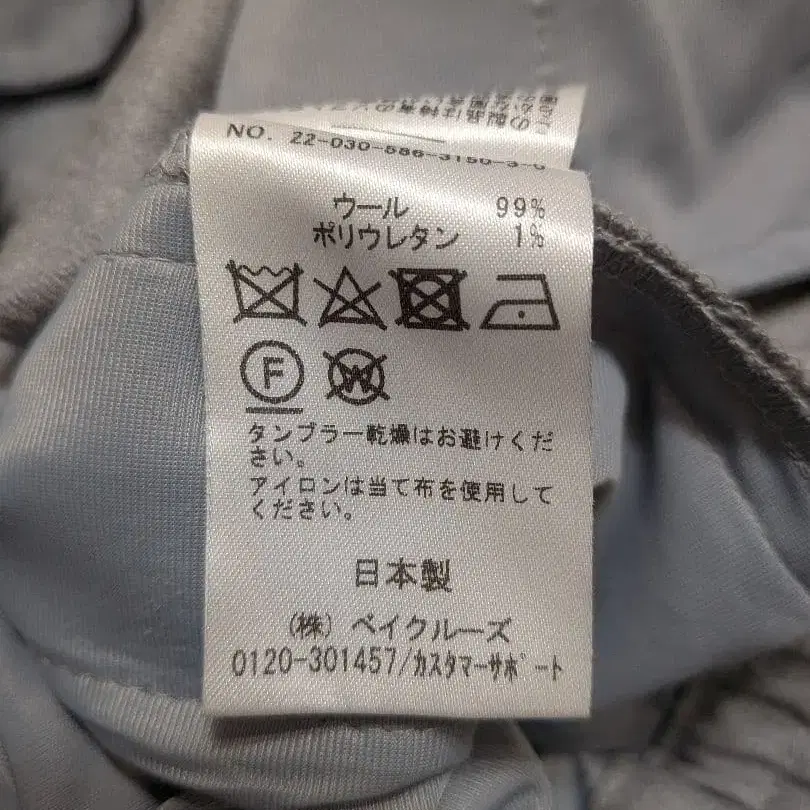 NO. 22-030-586-3150-3-0
ウール 99%
ポリウレタン 1%
F
W
タンブラー乾燥はお避けくだ
さい。
アイロンは当て布を使用して
ください。
日本製
(株) ベイクルーズ
0120-301457/カスタマーサポート